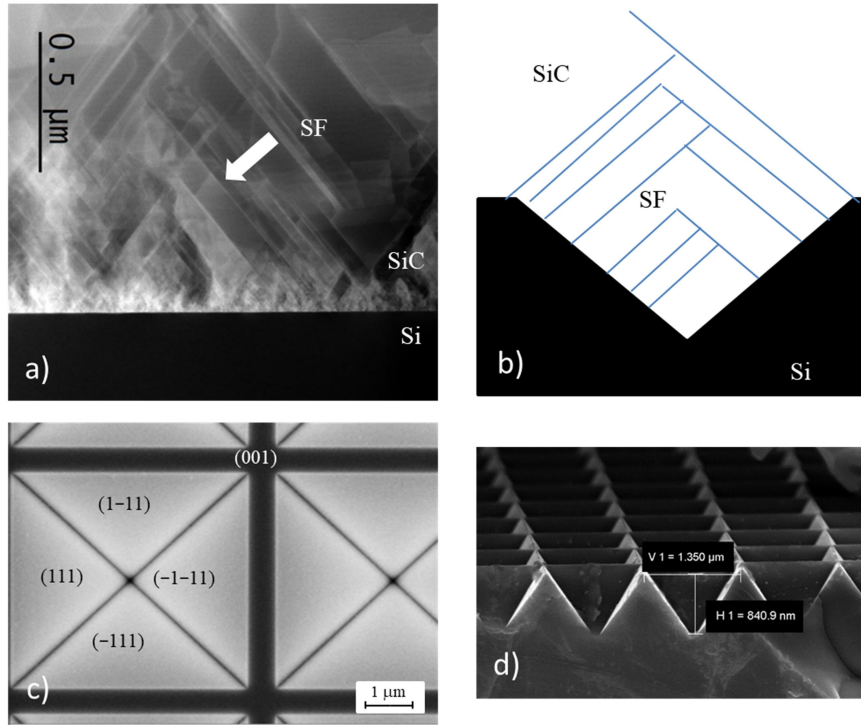 0.5 µm
SF
SiC
Si
a)
SiC
SF
Si
b)
(001)
(1−11)
(111)
(−1-11)
(−111)
c)
1 µm
V 1 = 1.350 µm
H 1 = 840.9 nm
d)